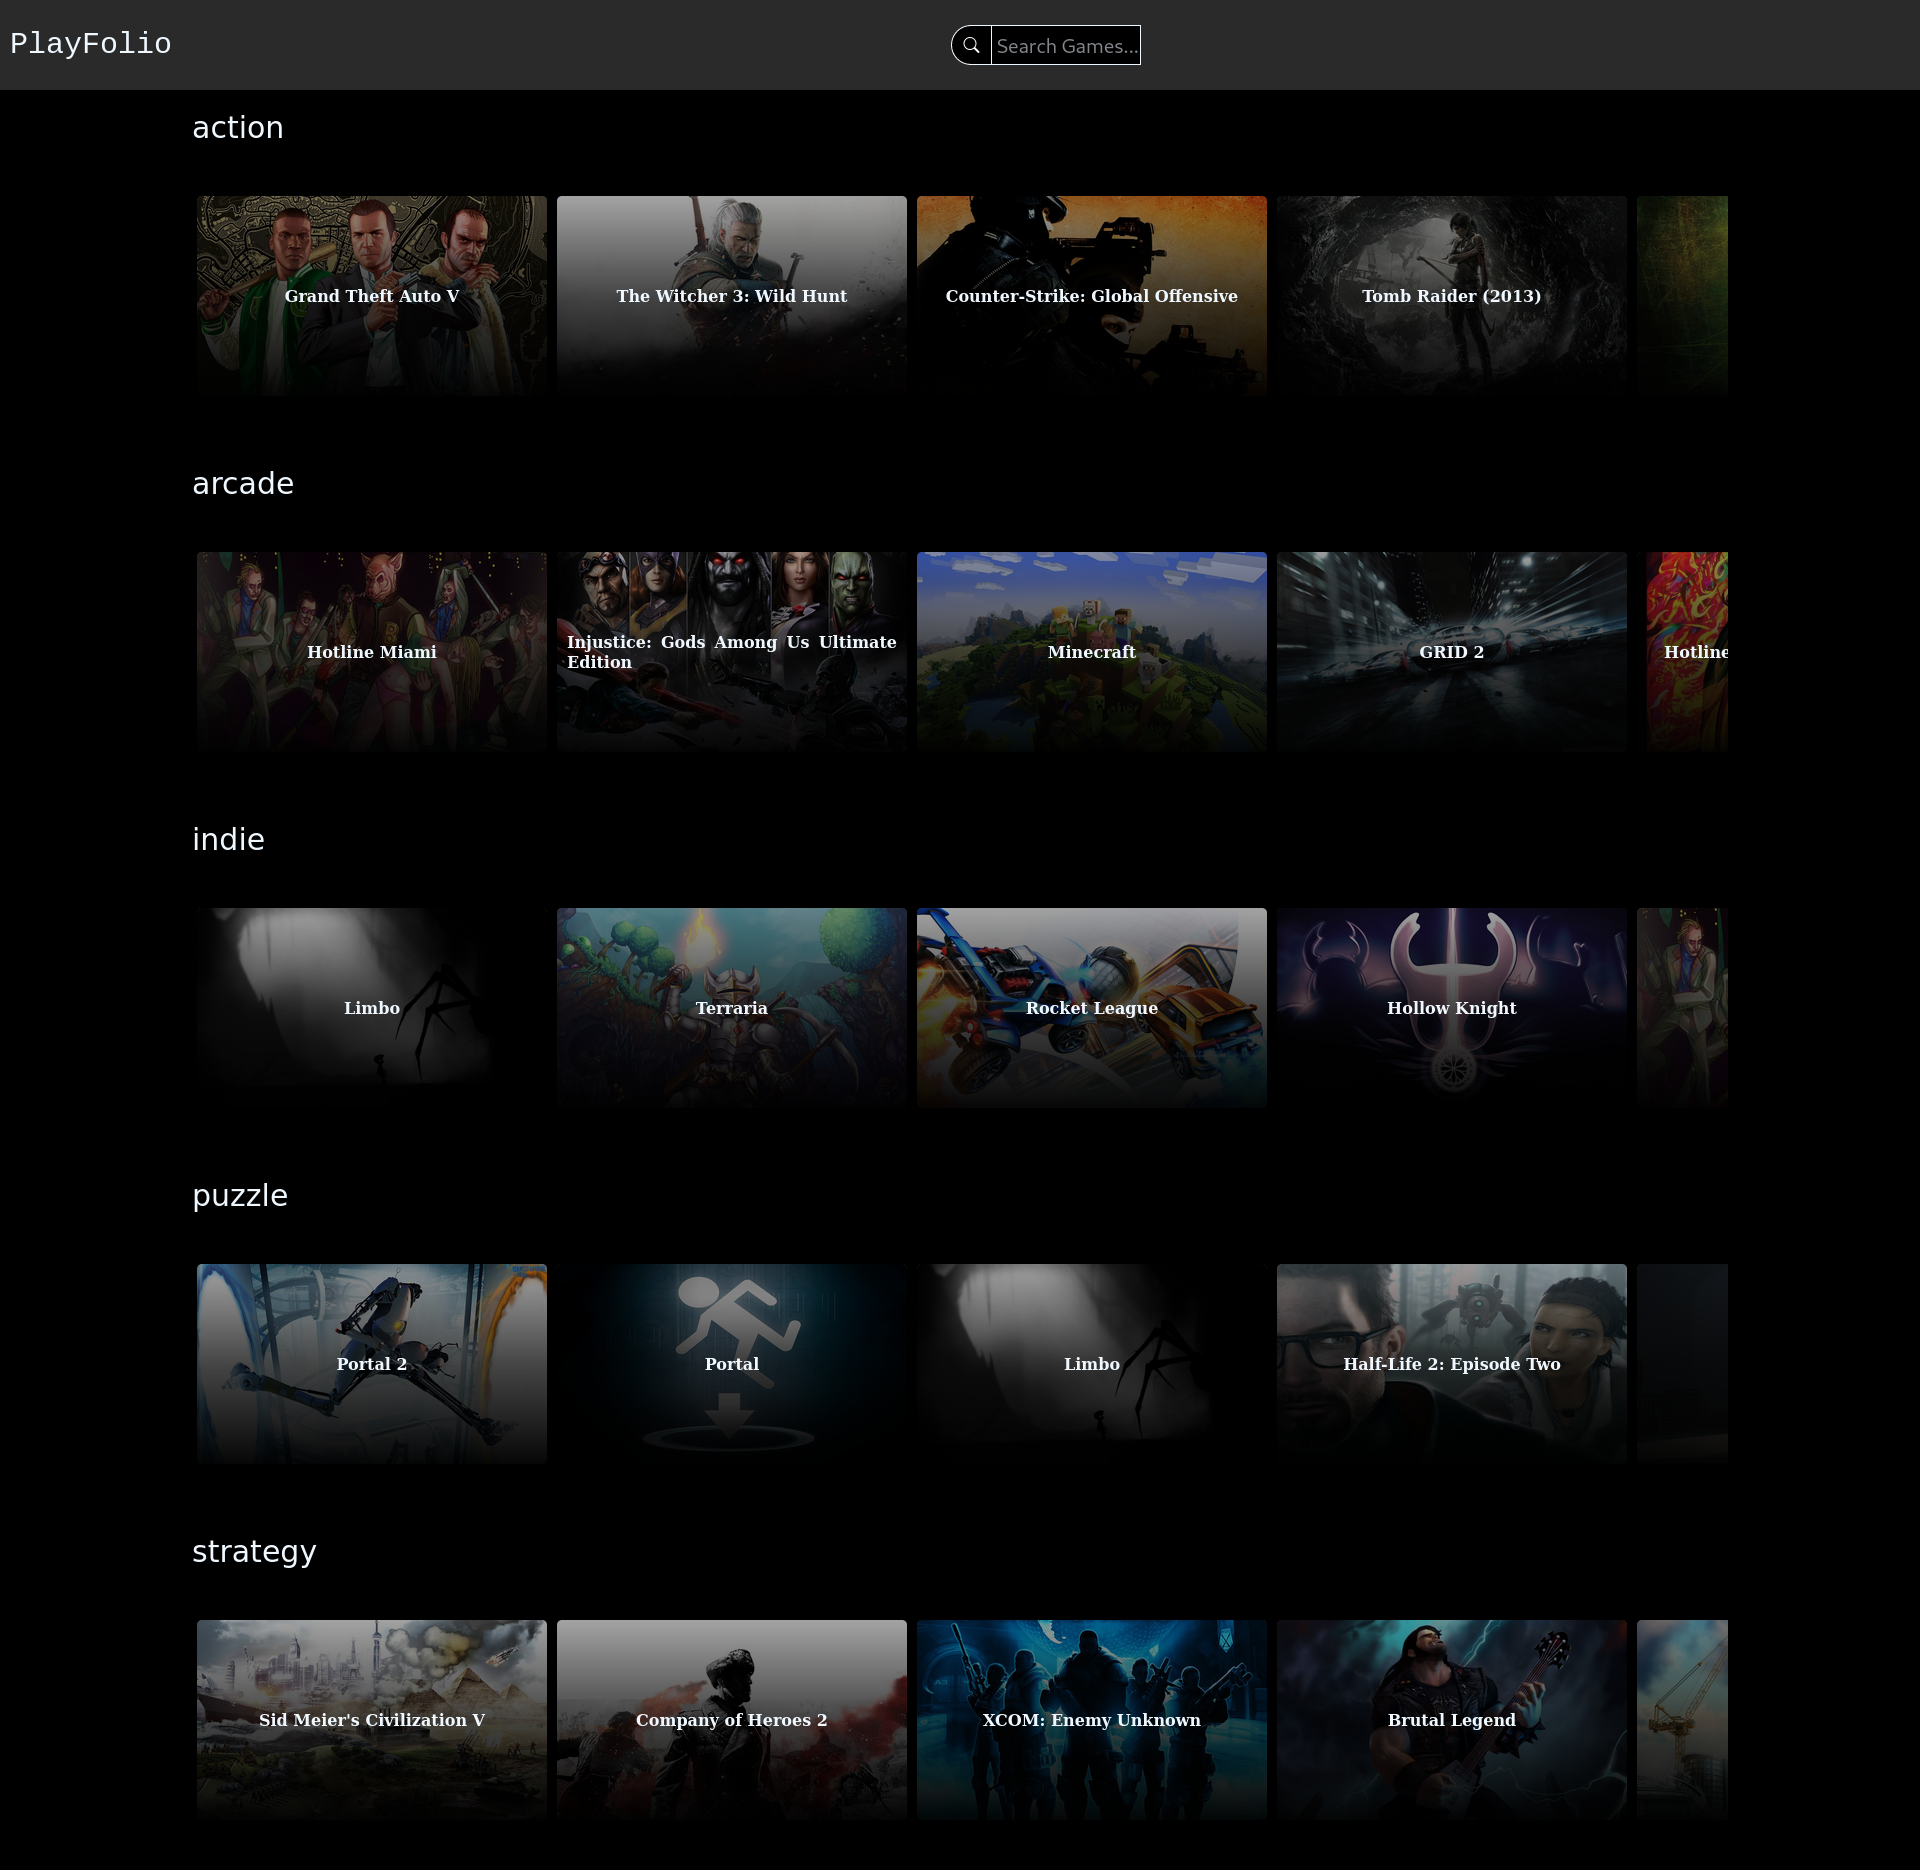 PlayFolio
Search Games...
action
Grand Theft Auto V
The Witcher 3: Wild Hunt
Counter-Strike: Global Offensive
Tomb Raider (2013)
arcade
Hotline Miami
Injustice: Gods Among Us Ultimate
Edition
Minecraft
GRID 2
Hotline
indie
Limbo
Terraria
Rocket League
Hollow Knight
puzzle
Portal 2
Portal
Limbo
Half-Life 2: Episode Two
strategy
Sid Meier's Civilization V
Company of Heroes 2
XCOM: Enemy Unknown
Brutal Legend